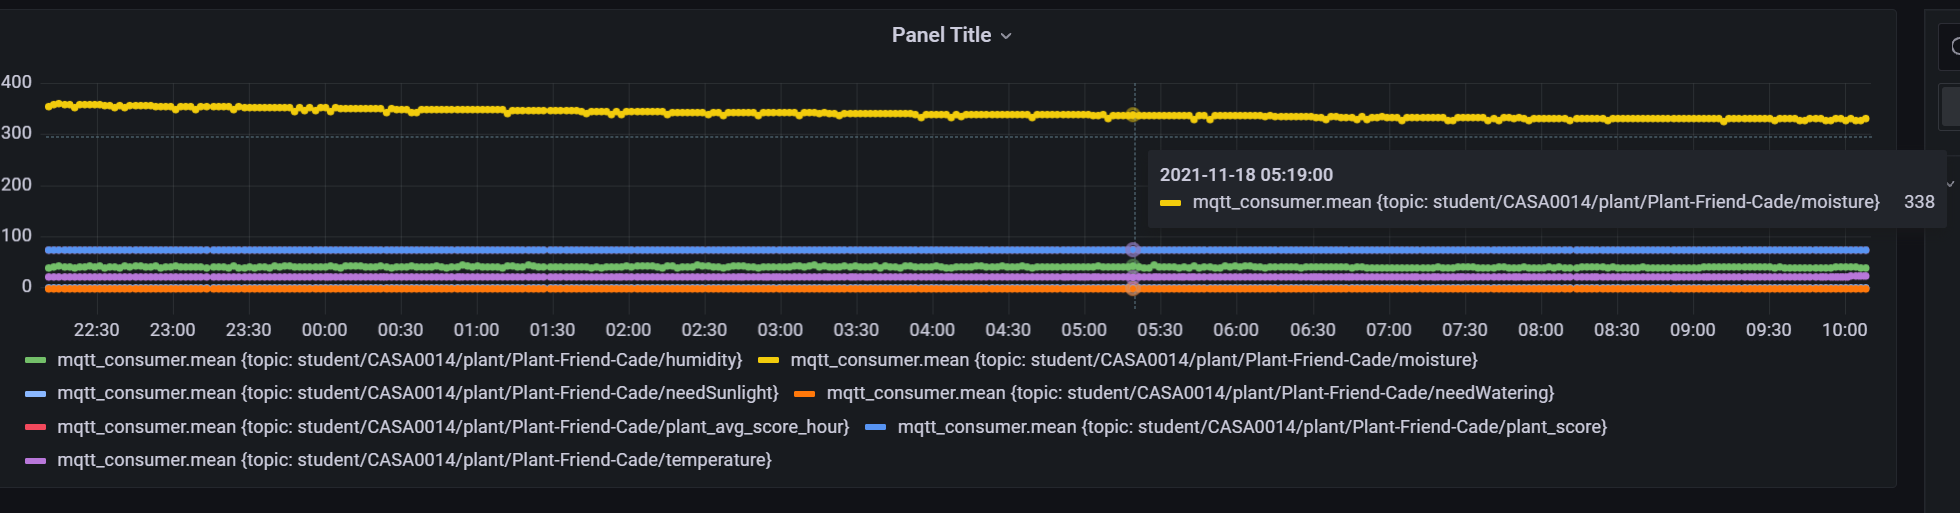 Panel Title
400
300
200
100
0
2021-11-18 05:19:00
mqtt_consumer.mean {topic: student/CASA0014/plant/Plant-Friend-Cade/moisture} 338
22:30 23:00 23:30 00:00 00:30 01:00 01:30 02:00 02:30 03:00 03:30 04:00 04:30 05:00 05:30 06:00 06:30 07:00 07:30 08:00 08:30 09:00 09:30 10:00
mqtt_consumer.mean {topic: student/CASA0014/plant/Plant-Friend-Cade/humidity} mqtt_consumer.mean {topic: student/CASA0014/plant/Plant-Friend-Cade/moisture}
mqtt_consumer.mean {topic: student/CASA0014/plant/Plant-Friend-Cade/needSunlight} mqtt_consumer.mean {topic: student/CASA0014/plant/Plant-Friend-Cade/needWatering}
mqtt_consumer.mean {topic: student/CASA0014/plant/Plant-Friend-Cade/plant_avg_score_hour} mqtt_consumer.mean {topic: student/CASA0014/plant/Plant-Friend-Cade/plant_score}
mqtt_consumer.mean {topic: student/CASA0014/plant/Plant-Friend-Cade/temperature}